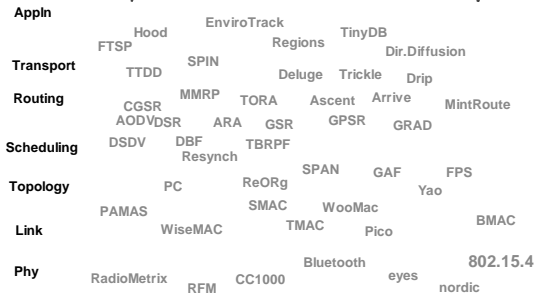 Appln
EnviroTrack
Hood
TinyDB
FTSP
Regions
Dir.Diffusion
SPIN
Transport
TTDD
Deluge
Trickle
Drip
Routing
MMRP
TORA
Ascent
Arrive
MintRoute
CGSR
AODV
DSR
ARA
GSR
GPSR
GRAD
Scheduling
DSDV
DBF
TBRPF
Resynch
SPAN
GAF
FPS
Topology
PC
ReORg
Yao
PAMAS
SMAC
WooMac
BMAC
Link
WiseMAC
TMAC
Pico
Bluetooth
802.15.4
Phy
RadioMetrix
RFM
CC1000
eyes
nordic